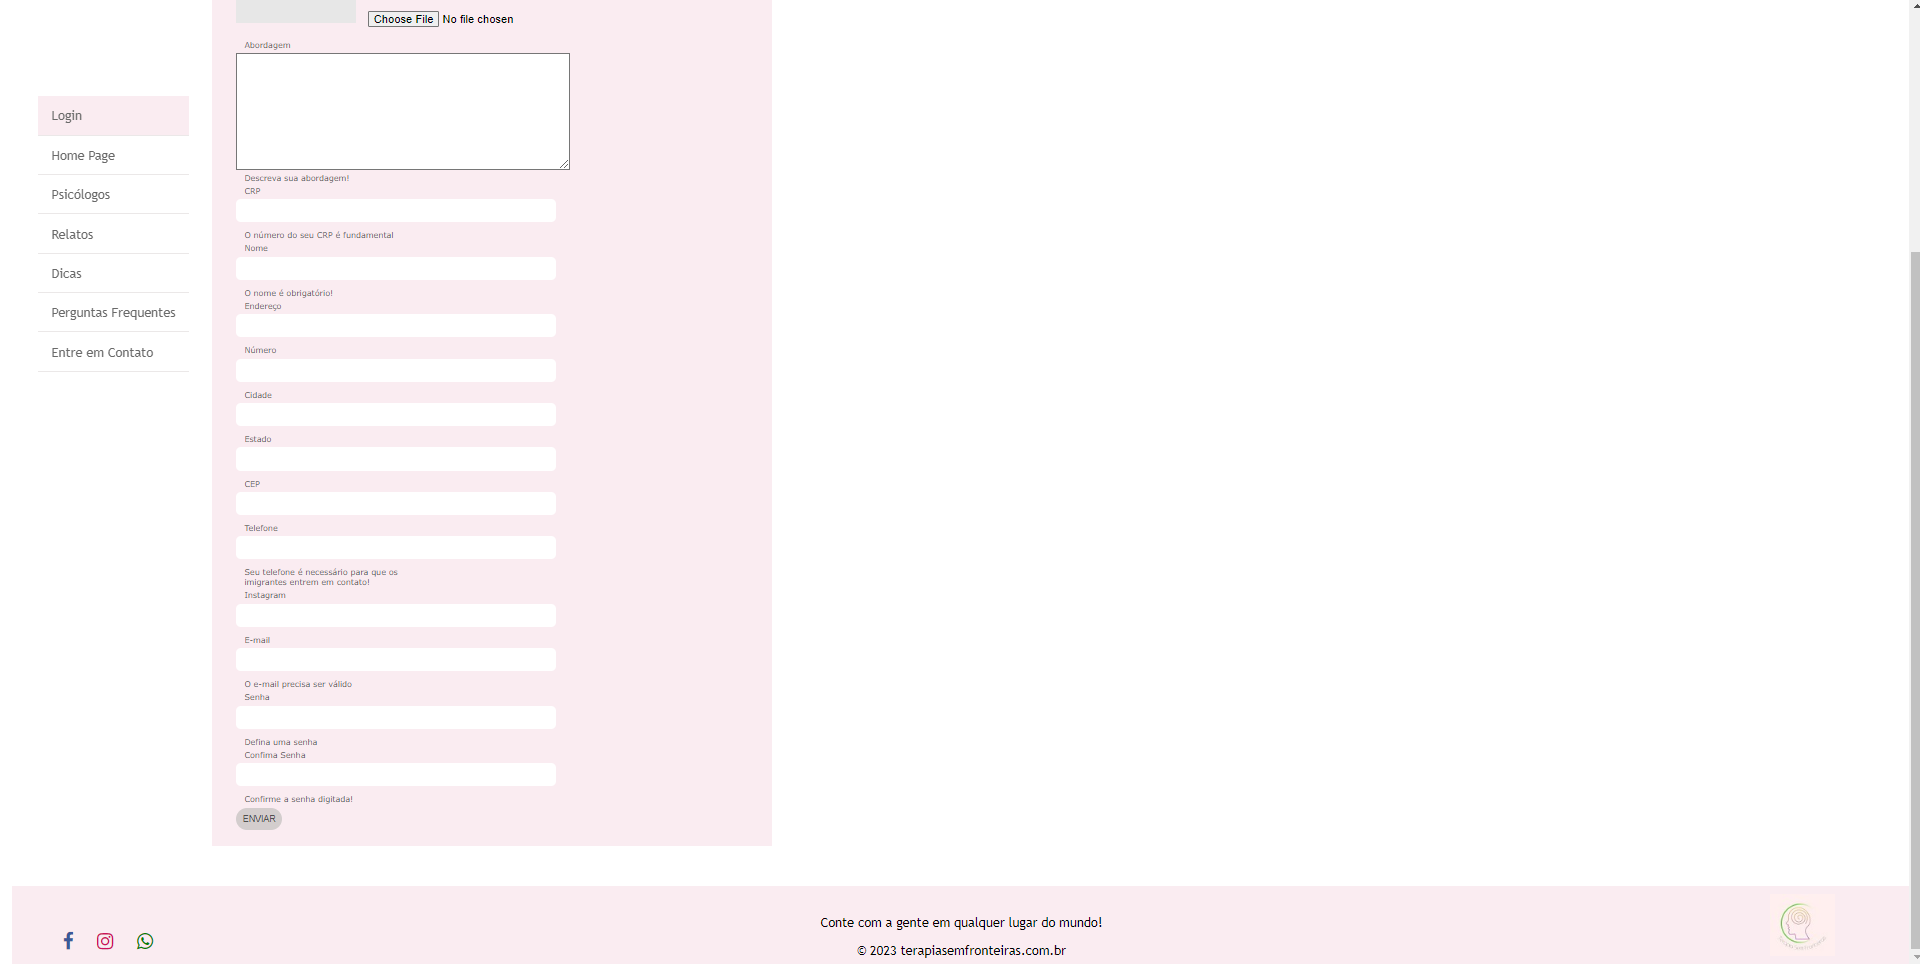 Choose File No file chosen
Abordagem
Login
Home Page
Psicólogos
Relatos
Dicas
Perguntas Frequentes
Entre em Contato
Descreva sua abordagem!
CRP
O número do seu CRP é fundamental
Nome
O nome é obrigatório!
Endereço
Número
Cidade
Estado
CEP
Telefone
Seu telefone é necessário para que os
imigrantes entrem em contato!
Instagram
E-mail
O e-mail precisa ser válido
Senha
Defina uma senha
Confima Senha
Confirme a senha digitada!
ENVIAR
Conte com a gente em qualquer lugar do mundo!
© 2023 terapiasemfronteiras.com.br